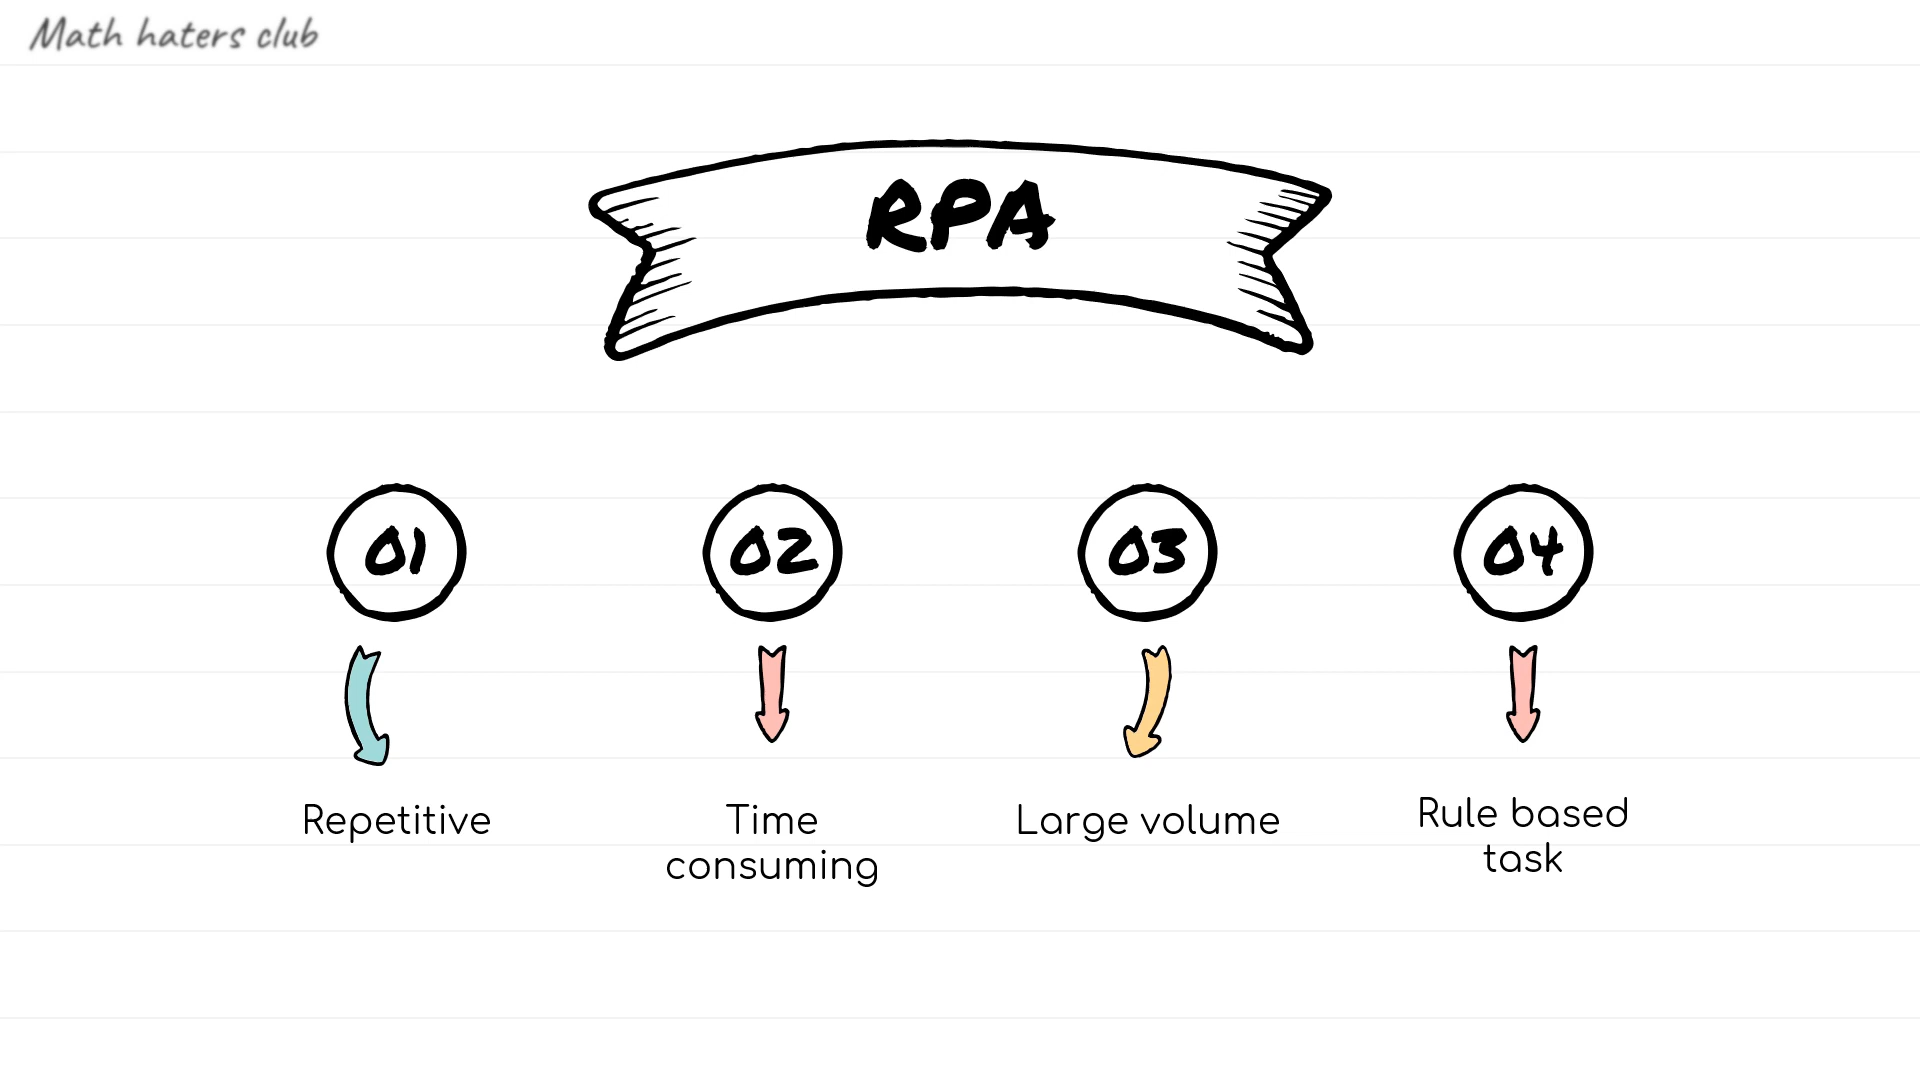 Math haters club
RPA
01
02
03
04
Repetitive
Time
consuming
Large volume
Rule based
task